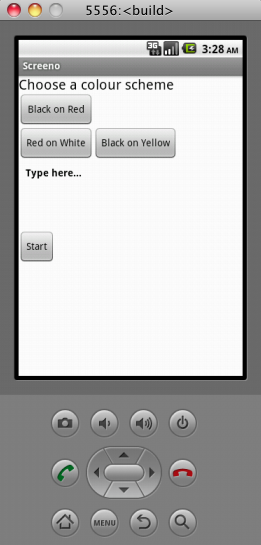 5556:<build>
3G
3:28 AM
Screeno
Choose a colour scheme
Black on Red
Red on White Black on Yellow
Type here...
Start
MENU